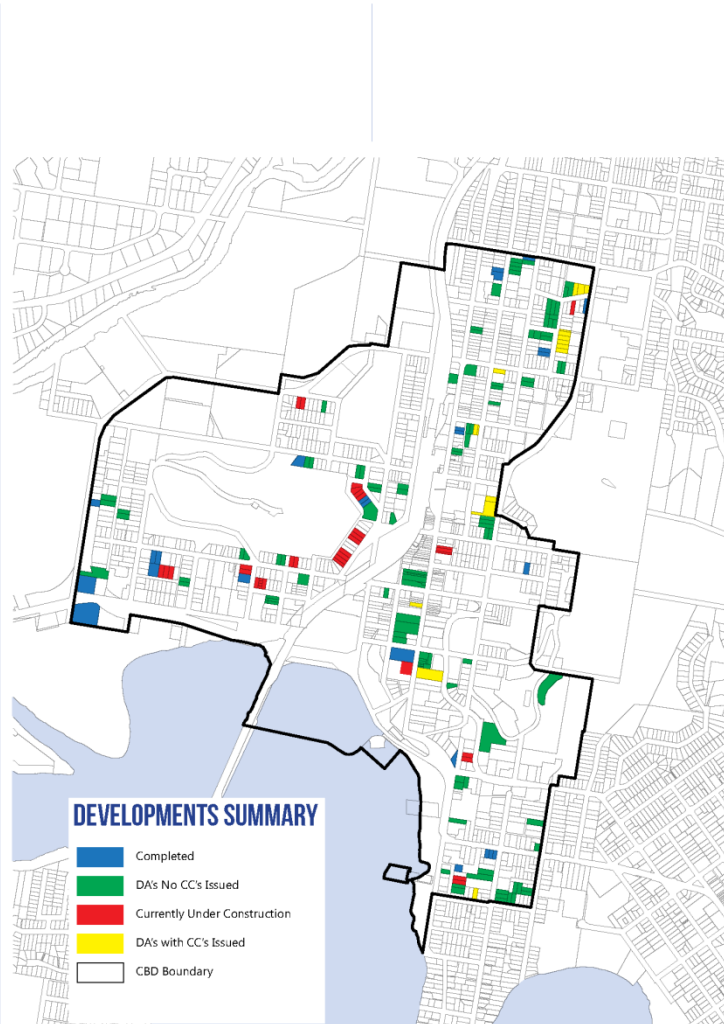 DEVELOPMENTS SUMMARY
Completed
DA's No CC's Issued
Currently Under Construction
DA's with CC's Issued
CBD Boundary